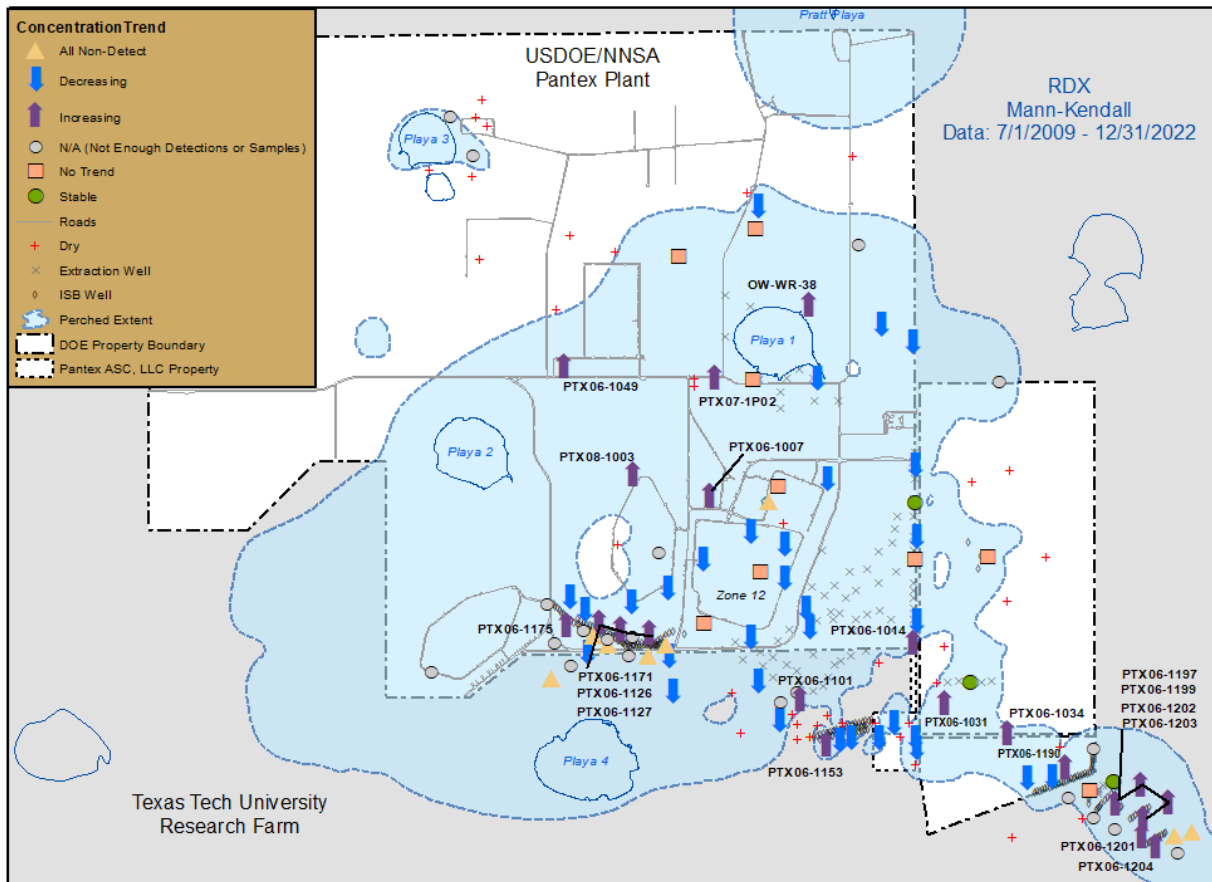 Concentration Trend
All Non-Detect
Decreasing
Increasing
N/A (Not Enough Detections or Samples)
No Trend
Stable
Roads
Dry
Extraction Well
ISB Well
Perched Extent
DOE Property Boundary
Pantex ASC, LLC Property
Pratt Playa
USDOE/NNSA
Pantex Plant
RDX
Mann-Kendall
Data: 7/1/2009 - 12/31/2022
Playa 3
OW-WR-38
Playa 1
PTX06-1049
PTX07-1P02
Playa 2
PTX08-1003
PTX06-1007
Zone 12
PTX06-1175
PTX06-1014
PTX06-1171
PTX06-1126
PTX06-1127
PTX06-1101
PTX06-1031
PTX06-1034
PTX06-1197
PTX06-1199
PTX06-1202
PTX06-1203
PTX06-1190
Playa 4
PTX06-1153
Texas Tech University
Research Farm
PTX06-1201
PTX06-1204